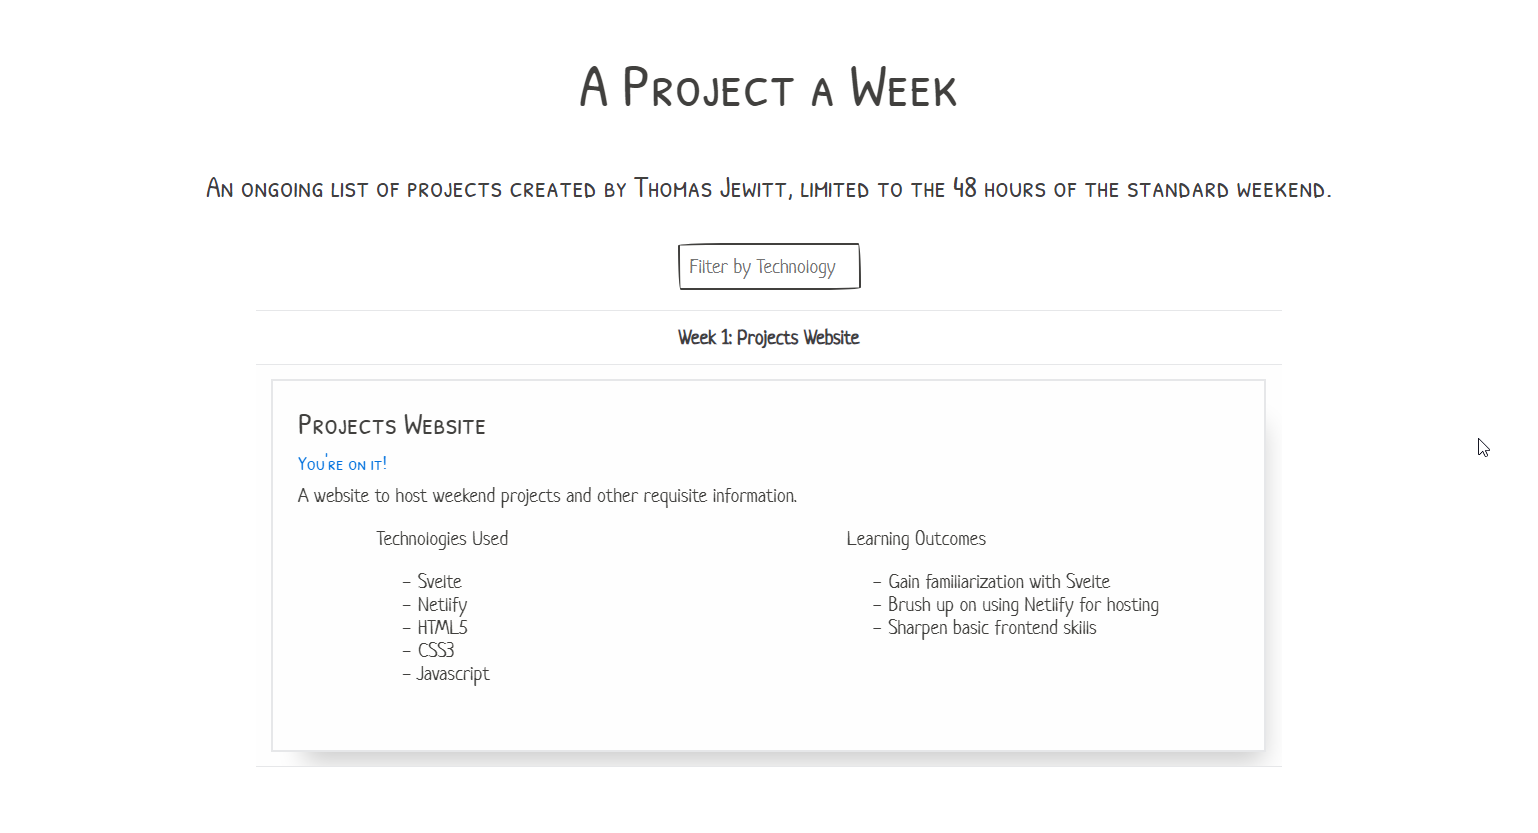 A Project a Week
An ongoing list of projects created by Thomas Jewitt, limited to the 48 hours of the standard weekend.
Filter by Technology
Week 1: Projects Website
Projects Website
You're on it!
A website to host weekend projects and other requisite information.
Technologies Used
- Svelte
- Netlify
- HTML5
- CSS3
- Javascript
Learning Outcomes
- Gain familiarization with Svelte
- Brush up on using Netlify for hosting
- Sharpen basic frontend skills